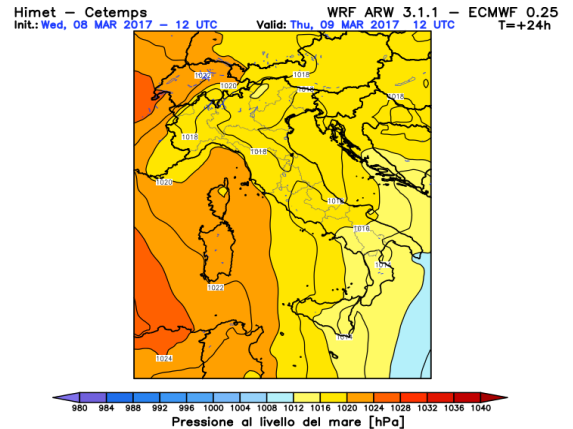 Himet – Cetemps WRF ARW 3.1.1 – ECMWF 0.25
Init.: Wed, 08 MAR 2017 – 12 UTC Valid: Thu, 09 MAR 2017 12 UTC T=+24h
1020 1018
1018
1018
1018
1018
1020
1016
1014
1022
1024
980 984 988 992 996 1000 1004 1008 1012 1016 1020 1024 1028 1032 1036 1040
Pressione al livello del mare [hPa]